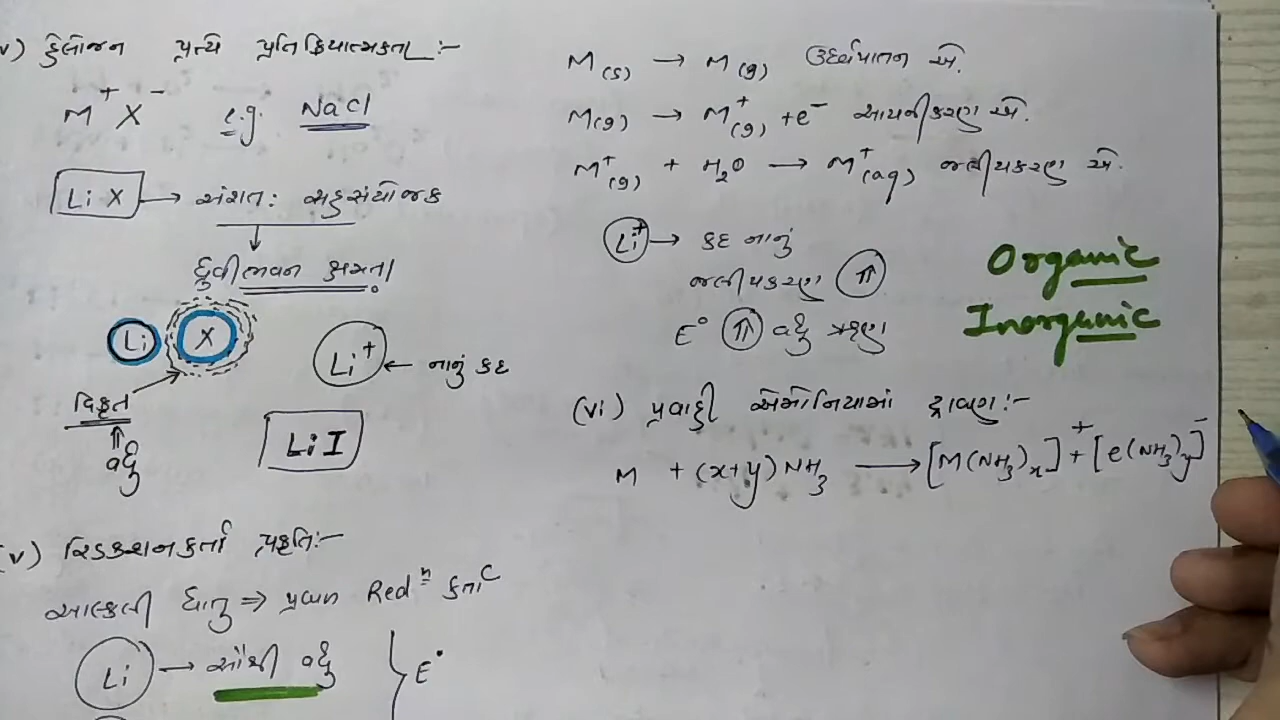 v) હેલોજન પ્રત્યે પ્રતિક્રિયાત્મકતા :-
M⁺X⁻ e.g. NaCl
LiX → અંશત: સહસંયોજક
ધ્રુવીભવન ક્ષમતા
Li X
Li⁺ ← નાનું કદ
વિકૃત
વધુ
LiI
(v) રિડક્શનકર્તા પ્રકૃતિ:-
આલ્કલી ધાતુ ⇒ પ્રબળ Redⁿ કર્તા
Li → સૌથી વધુ } E°
M(s) → M(g) ઉર્ધ્વપાતન એ.
M(g) → M⁺(g) + e⁻ આયનીકરણ એ.
M⁺(g) + H₂O → M⁺(aq) જલીયકરણ એ.
Li⁺ → કદ નાનું
જલીયકરણ ⇑
E° ⇑ વધુ ઋણ
Organic
Inorganic
(vi) પ્રવાહી એમોનિયામાં દ્રાવણ:-
M + (x+y)NH₃ → [M(NH₃)x]⁺ + [e(NH₃)y]⁻